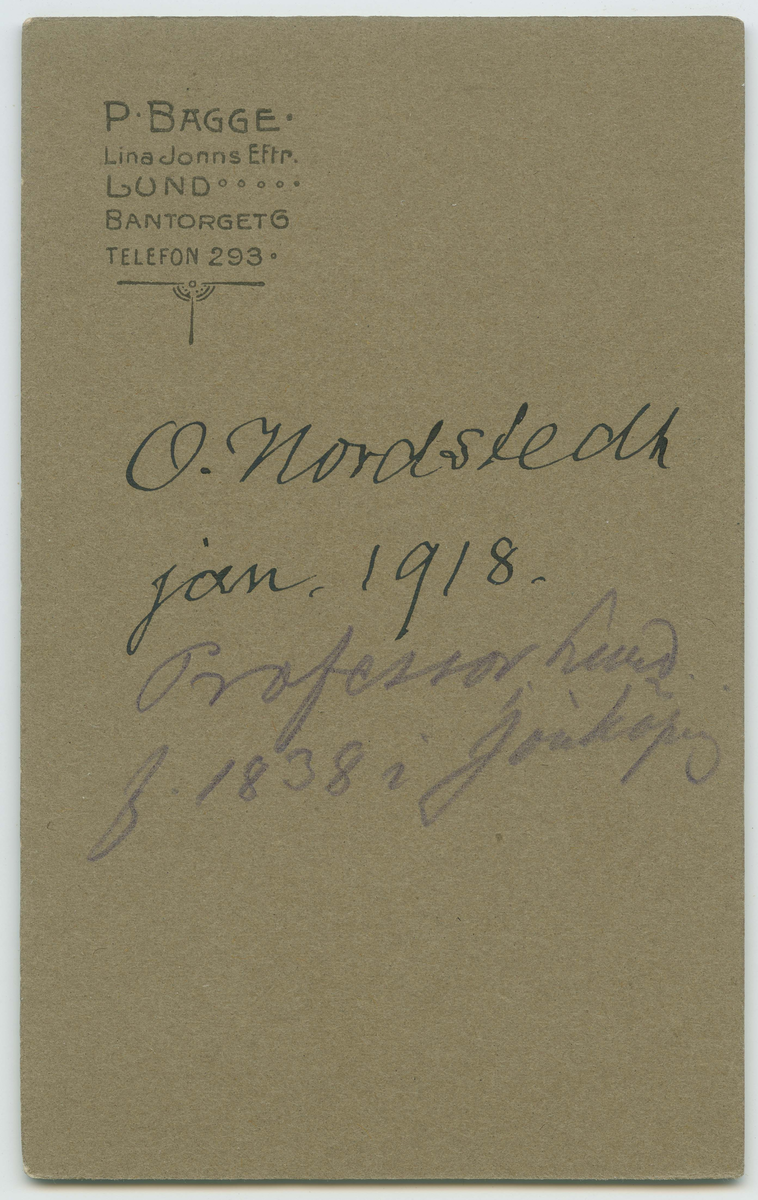 P. BAGGE.
Lina Jonns Eftr.
LUND
BANTORGET 6
TELEFON 293.
O. Nordstedt
jan. 1918.
Professor Lund.
f. 1838 i Jönköping